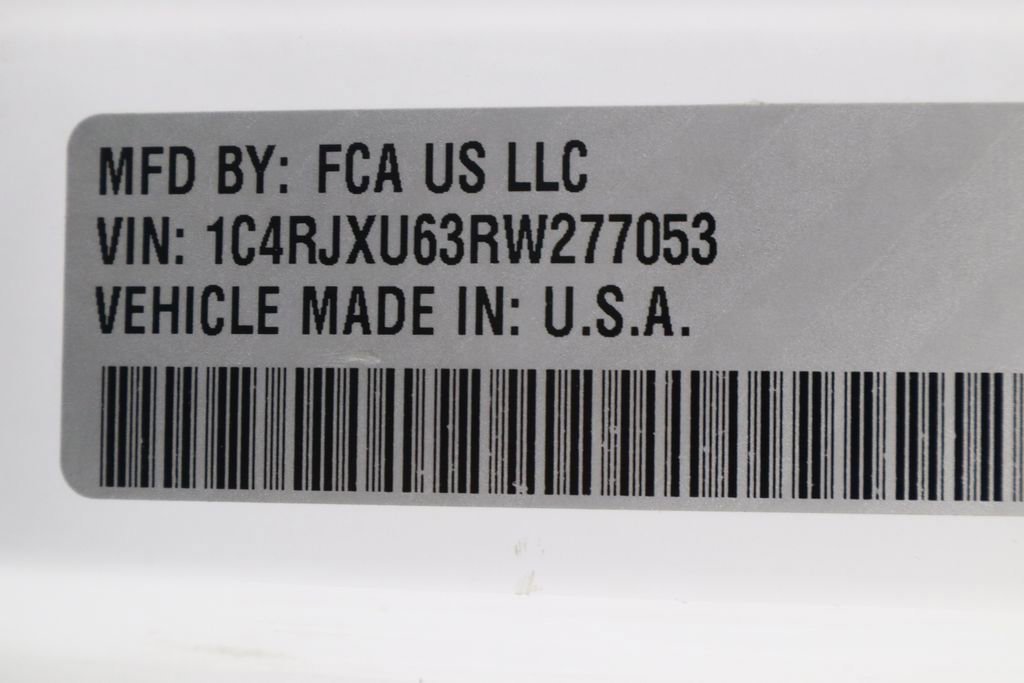 MFD BY: FCA US LLC
VIN: 1C4RJXU63RW277053
VEHICLE MADE IN: U.S.A.